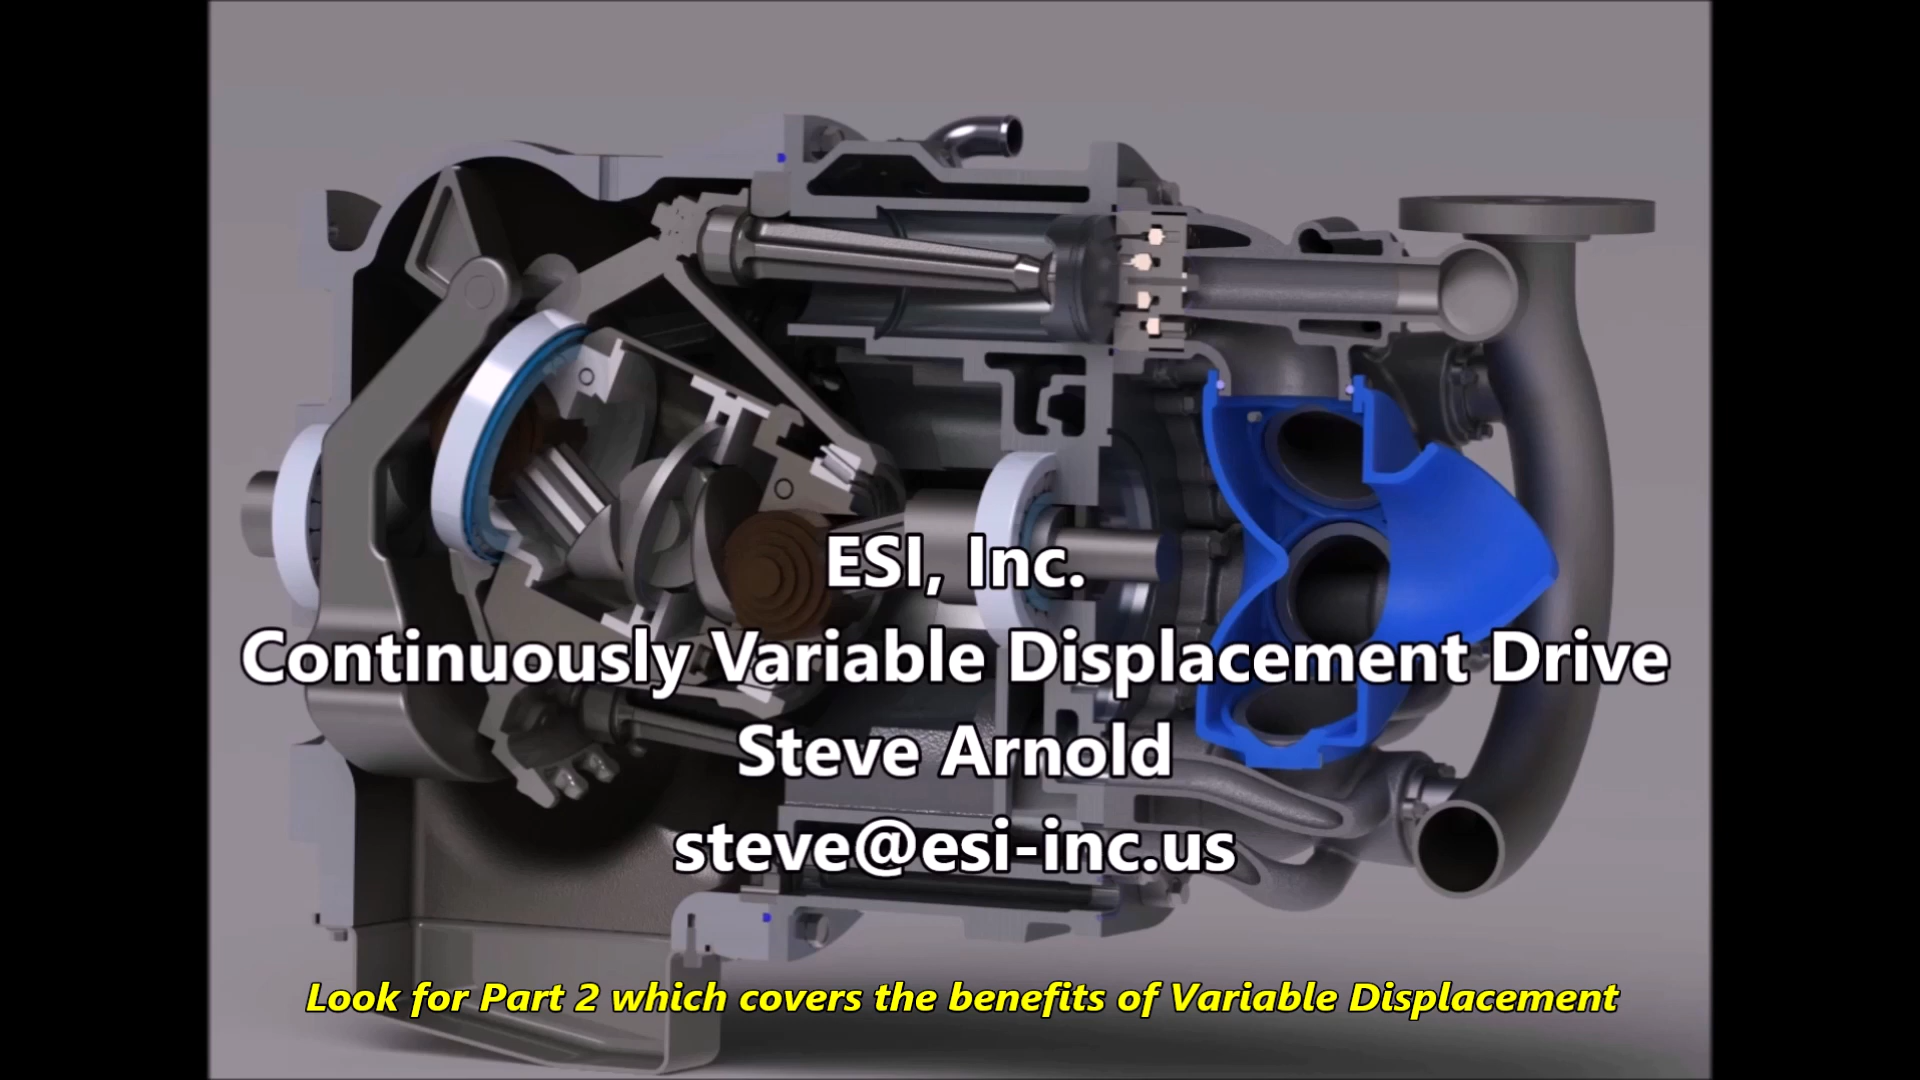 ESI, Inc.
Continuously Variable Displacement Drive
Steve Arnold
steve@esi-inc.us
Look for Part 2 which covers the benefits of Variable Displacement